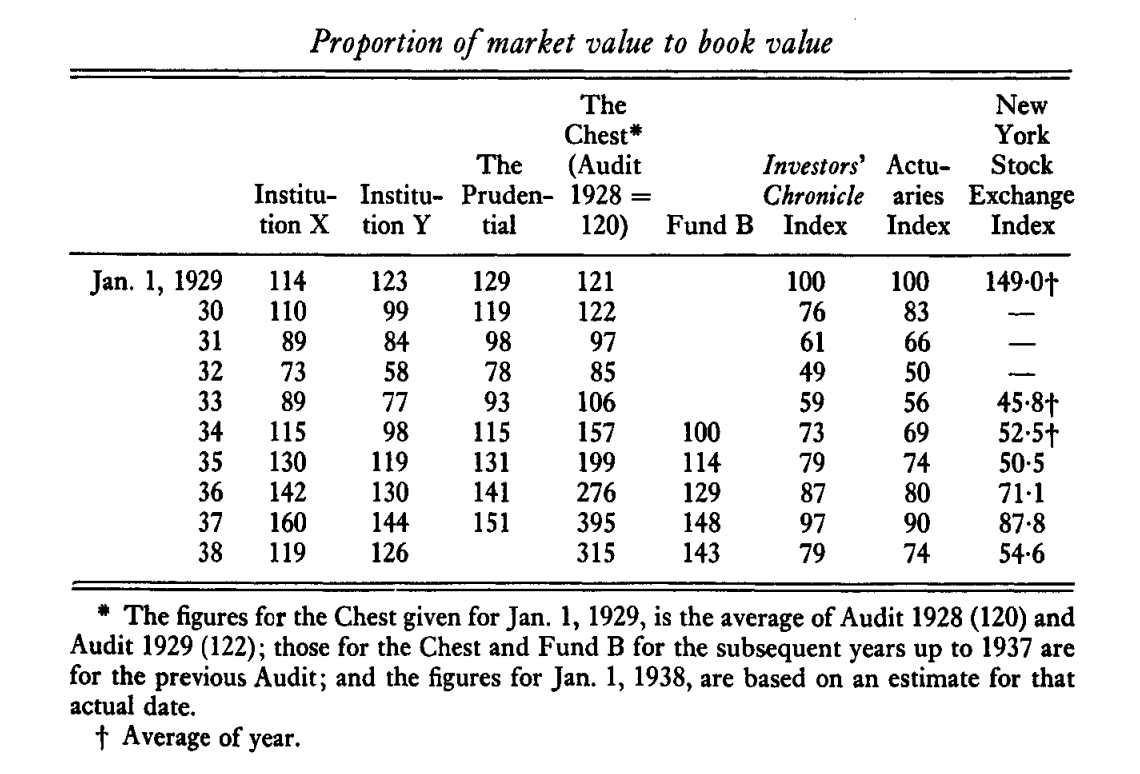 Proportion of market value to book value
The
New
Chest*
York
The
(Audit
Investors'
Actu-
Stock
Institu-
Institu-
Pruden-
1928 =
Chronicle
aries
Exchange
tion X
tion Y
tial
120)
Fund B
Index
Index
Index
Jan. 1, 1929 114 123 129 121 100 100 149·0†
30 110 99 119 122 76 83 —
31 89 84 98 97 61 66 —
32 73 58 78 85 49 50 —
33 89 77 93 106 59 56 45·8†
34 115 98 115 157 100 73 69 52·5†
35 130 119 131 199 114 79 74 50·5
36 142 130 141 276 129 87 80 71·1
37 160 144 151 395 148 97 90 87·8
38 119 126 315 143 79 74 54·6
* The figures for the Chest given for Jan. 1, 1929, is the average of Audit 1928 (120) and
Audit 1929 (122); those for the Chest and Fund B for the subsequent years up to 1937 are
for the previous Audit; and the figures for Jan. 1, 1938, are based on an estimate for that
actual date.
† Average of year.